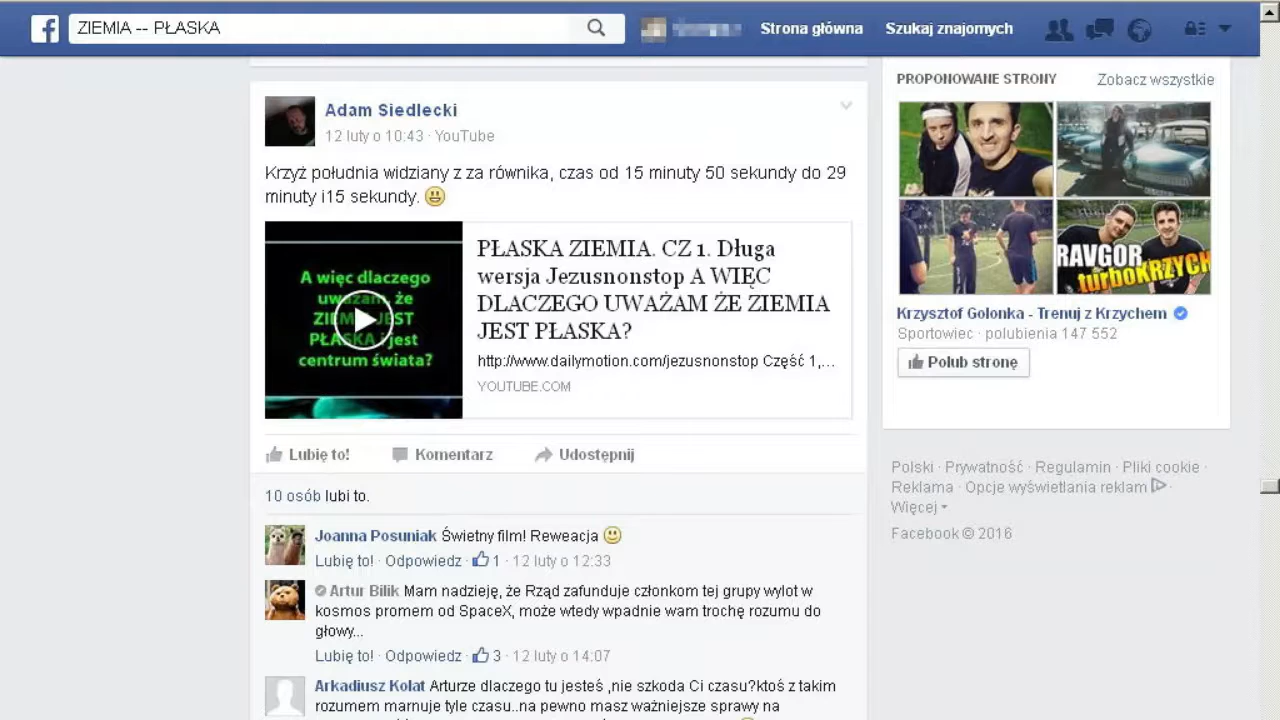 ZIEMIA -- PŁASKA
Strona główna
Szukaj znajomych
Adam Siedlecki
12 luty o 10:43 · YouTube
Krzyż południa widziany z za równika, czas od 15 minuty 50 sekundy do 29
minuty i15 sekundy.
A więc dlaczego
uważam, że
ZIEMIA JEST
PŁASKA i jest
centrum świata?
PŁASKA ZIEMIA. CZ 1. Długa
wersja Jezusnonstop A WIĘC
DLACZEGO UWAŻAM ŻE ZIEMIA
JEST PŁASKA?
http://www.dailymotion.com/jezusnonstop Część 1,...
YOUTUBE.COM
Lubię to! Komentarz Udostępnij
10 osób lubi to.
Joanna Posuniak Świetny film! Reweacja
Lubię to! · Odpowiedz · 1 · 12 luty o 12:33
Artur Bilik Mam nadzieję, że Rząd zafunduje członkom tej grupy wylot w
kosmos promem od SpaceX, może wtedy wpadnie wam trochę rozumu do
głowy...
Lubię to! · Odpowiedz · 3 · 12 luty o 14:07
Arkadiusz Kołat Arturze dlaczego tu jesteś ,nie szkoda Ci czasu?ktoś z takim
rozumem marnuje tyle czasu..na pewno masz ważniejsze sprawy na
PROPONOWANE STRONY
Zobacz wszystkie
RAVGOR
turboKRZYCH
Krzysztof Golonka - Trenuj z Krzychem
Sportowiec · polubienia 147 552
Polub stronę
Polski · Prywatność · Regulamin · Pliki cookie ·
Reklama · Opcje wyświetlania reklam ·
Więcej
Facebook © 2016